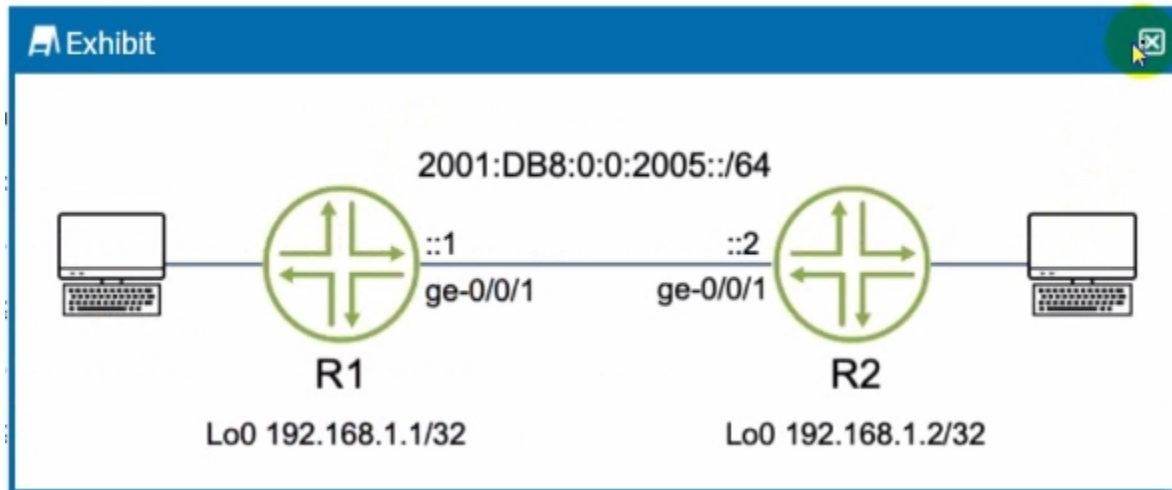 Exhibit
2001:DB8:0:0:2005::/64
::1
::2
ge-0/0/1
ge-0/0/1
R1
R2
Lo0 192.168.1.1/32
Lo0 192.168.1.2/32